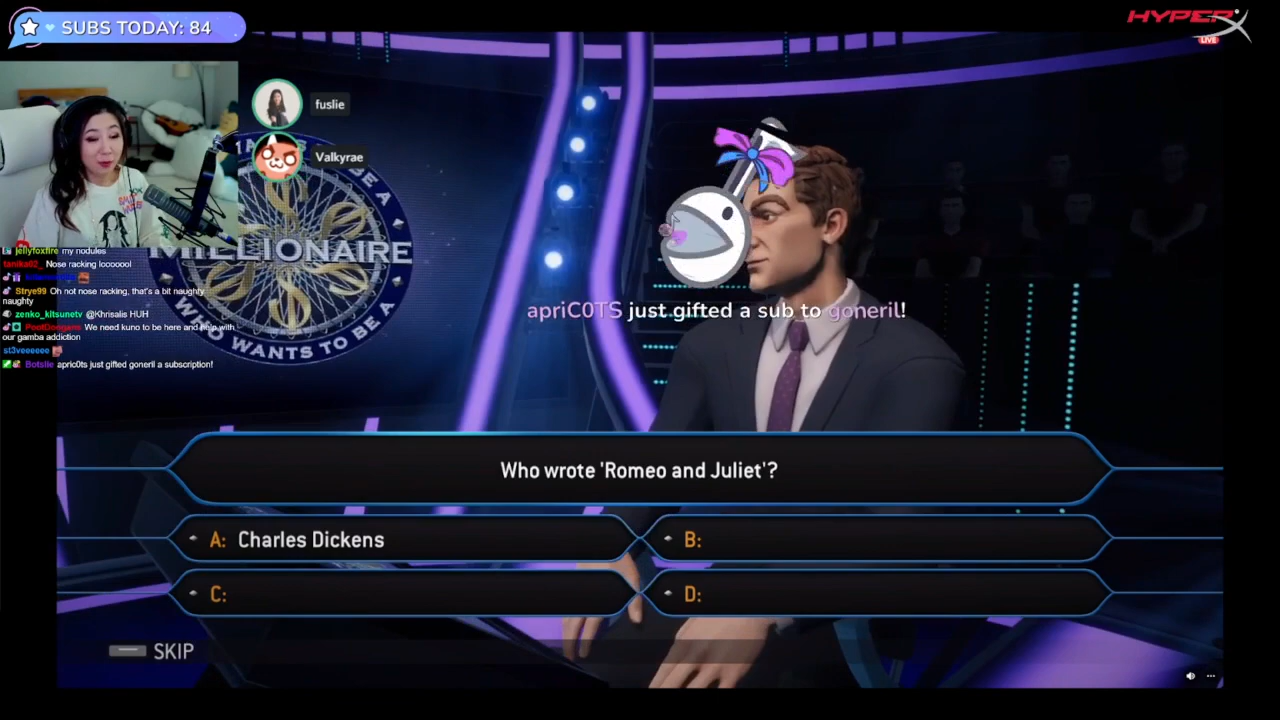 SUBS TODAY: 84
HYPERX
LIVE
fuslie
Valkyrae
MILLIONAIRE
WHO WANTS TO BE A
jellyfoxfire my nodules
tanika02_ Nose racking looooool
Strye99 Oh not nose racking, that's a bit naughty
naughty
zenko_kitsunetv @Khrisalis HUH
We need kuno to be here and help with
our gamba addiction
st3veeeeee
Botslie apric0ts just gifted goneril a subscription!
apriC0TS just gifted a sub to goneril!
Who wrote 'Romeo and Juliet'?
A: Charles Dickens
B:
C:
D:
SKIP